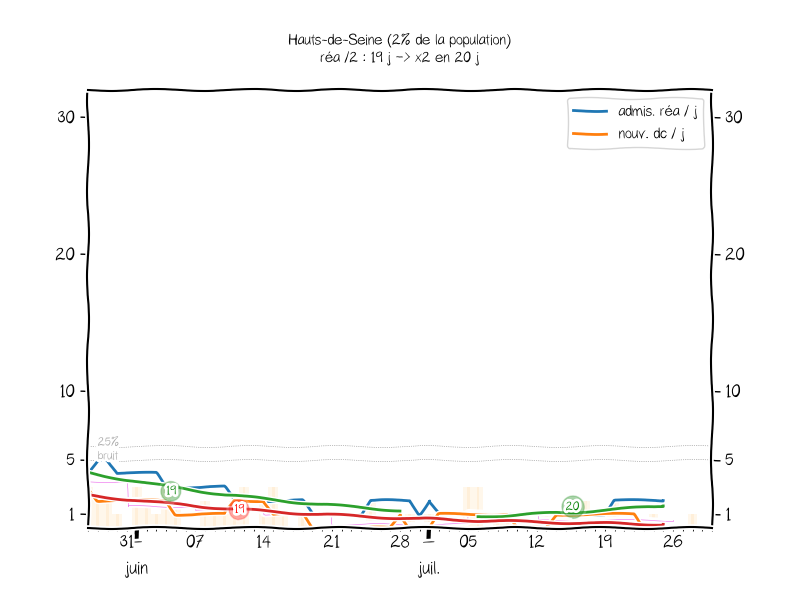 Hauts-de-Seine (2% de la population)
réa /2 : 19 j -> x2 en 20 j
admis. réa / j
nouv. dc / j
30
30
20
20
10
10
25%
bruit
5
5
19
19
20
1
1
31 07 14 21 28 05 12 19 26
juin juil.